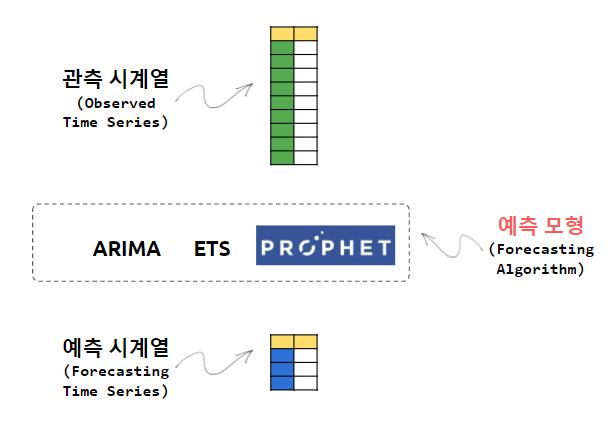 관측 시계열
(Observed
Time Series)
ARIMA ETS PROPHET
예측 모형
(Forecasting
Algorithm)
예측 시계열
(Forecasting
Time Series)